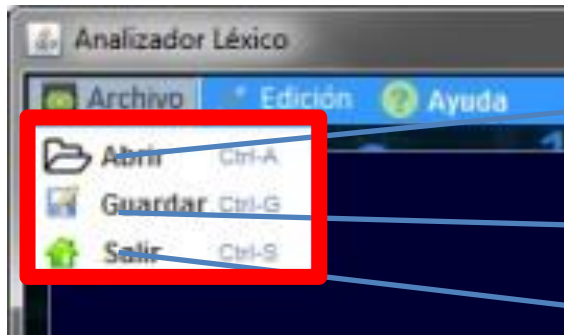 Analizador Léxico
Archivo Edición Ayuda
Abrir Ctrl-A
Guardar Ctrl-G
Salir Ctrl-S